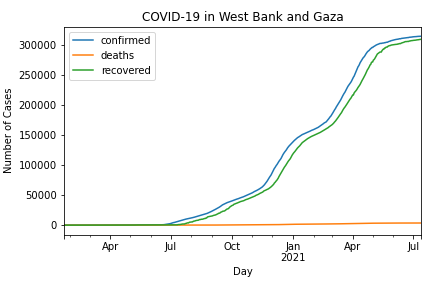 COVID-19 in West Bank and Gaza
confirmed
deaths
recovered
Number of Cases
300000
250000
200000
150000
100000
50000
0
Apr Jul Oct Jan Apr Jul
2021
Day